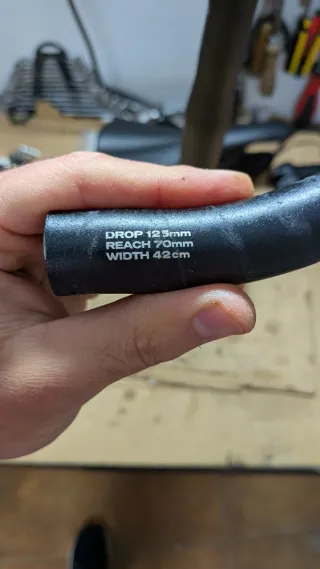 DROP 125mm
REACH 70mm
WIDTH 42cm